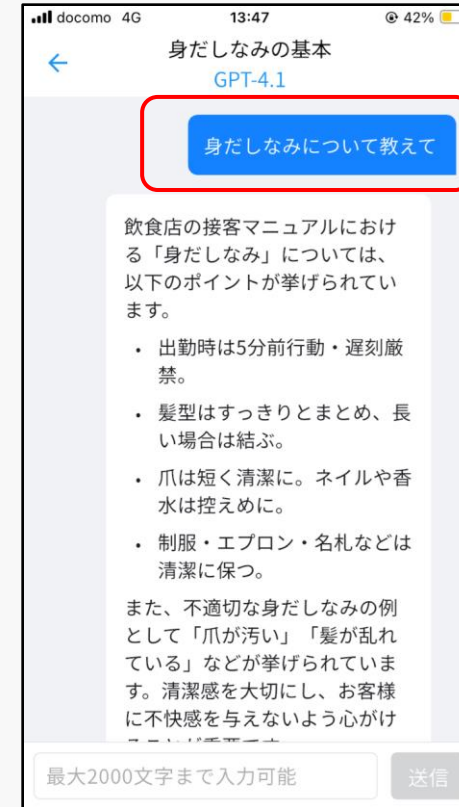 docomo 4G 13:47 42%
身だしなみの基本
GPT-4.1
身だしなみについて教えて
飲食店の接客マニュアルにおけ
る「身だしなみ」については、
以下のポイントが挙げられてい
ます。
・ 出勤時は5分前行動・遅刻厳
禁。
・ 髪型はすっきりとまとめ、長
い場合は結ぶ。
・ 爪は短く清潔に。ネイルや香
水は控えめに。
・ 制服・エプロン・名札などは
清潔に保つ。
また、不適切な身だしなみの例
として「爪が汚い」「髪が乱れ
ている」などが挙げられていま
す。清潔感を大切にし、お客様
に不快感を与えないよう心がけ
最大2000文字まで入力可能
送信